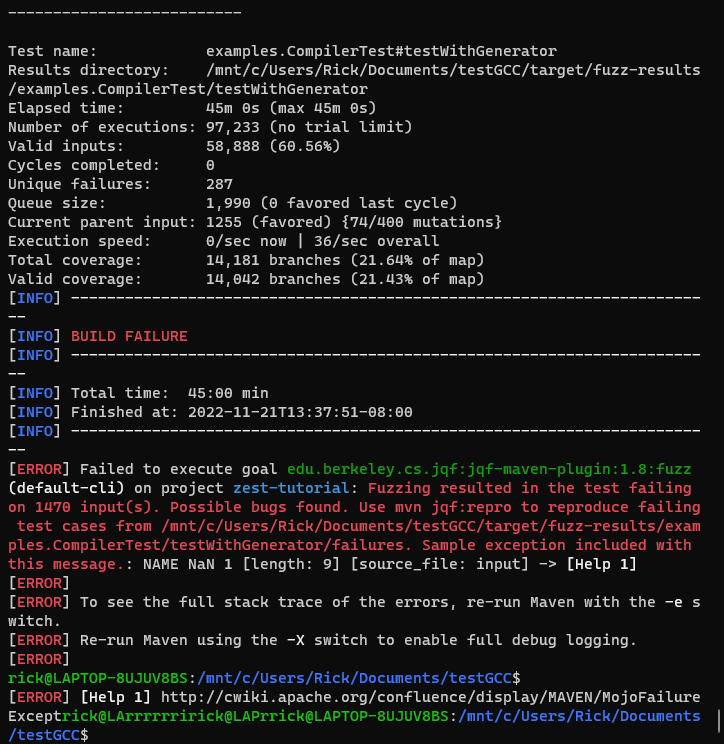 --------------------------
Test name:            examples.CompilerTest#testWithGenerator
Results directory:    /mnt/c/Users/Rick/Documents/testGCC/target/fuzz-results
/examples.CompilerTest/testWithGenerator
Elapsed time:         45m 0s (max 45m 0s)
Number of executions: 97,233 (no trial limit)
Valid inputs:         58,888 (60.56%)
Cycles completed:     0
Unique failures:      287
Queue size:           1,990 (0 favored last cycle)
Current parent input: 1255 (favored) {74/400 mutations}
Execution speed:      0/sec now | 36/sec overall
Total coverage:       14,181 branches (21.64% of map)
Valid coverage:       14,042 branches (21.43% of map)
[INFO] ----------------------------------------------------------------------
--
[INFO] BUILD FAILURE
[INFO] ----------------------------------------------------------------------
--
[INFO] Total time:  45:00 min
[INFO] Finished at: 2022-11-21T13:37:51-08:00
[INFO] ----------------------------------------------------------------------
--
[ERROR] Failed to execute goal edu.berkeley.cs.jqf:jqf-maven-plugin:1.8:fuzz
(default-cli) on project zest-tutorial: Fuzzing resulted in the test failing
on 1470 input(s). Possible bugs found. Use mvn jqf:repro to reproduce failing
 test cases from /mnt/c/Users/Rick/Documents/testGCC/target/fuzz-results/exam
ples.CompilerTest/testWithGenerator/failures. Sample exception included with
this message.: NAME NaN 1 [length: 9] [source_file: input] -> [Help 1]
[ERROR]
[ERROR] To see the full stack trace of the errors, re-run Maven with the -e s
witch.
[ERROR] Re-run Maven using the -X switch to enable full debug logging.
[ERROR]
rick@LAPTOP-8UJUV8BS:/mnt/c/Users/Rick/Documents/testGCC$
[ERROR] [Help 1] http://cwiki.apache.org/confluence/display/MAVEN/MojoFailure
Exceptrick@LArrrrrririck@LAPrrick@LAPTOP-8UJUV8BS:/mnt/c/Users/Rick/Documents
/testGCC$